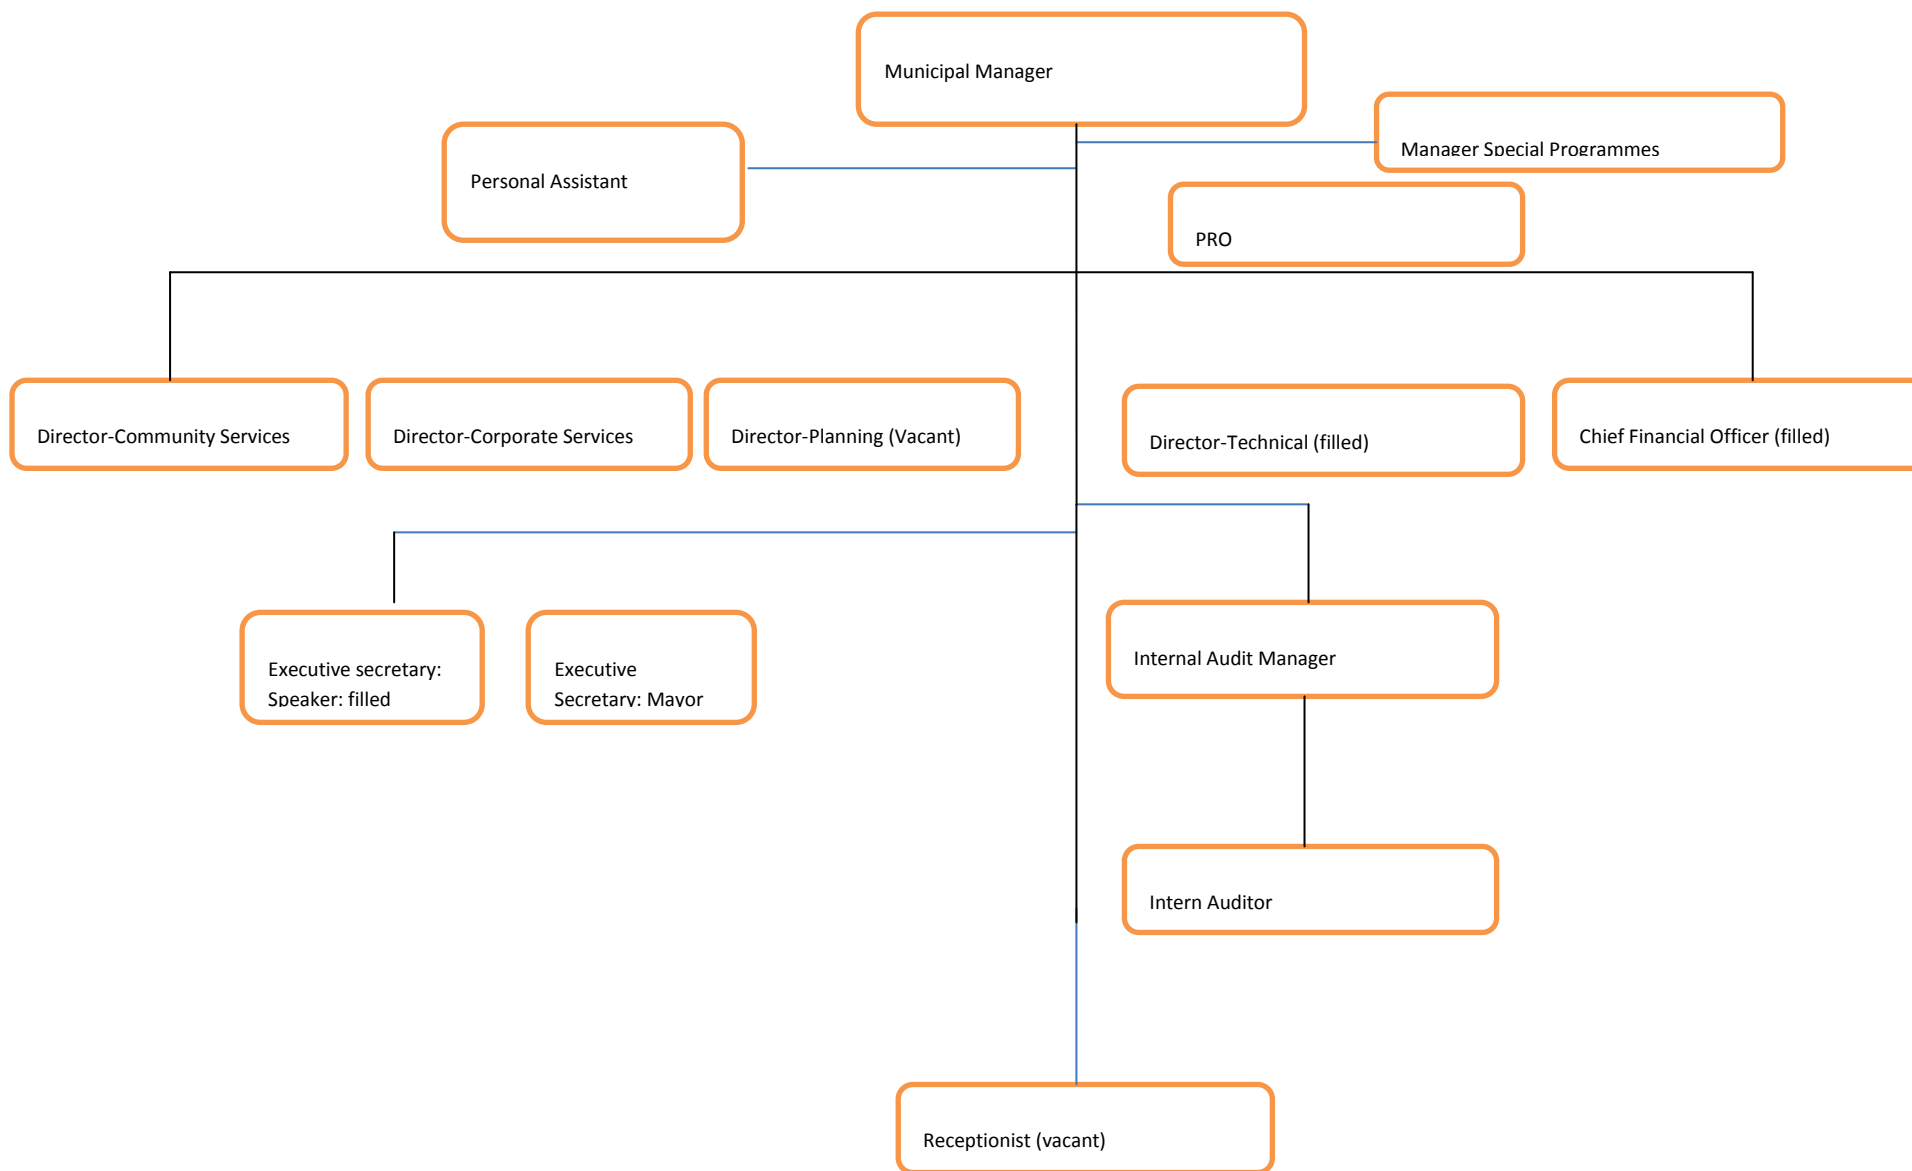 Municipal Manager
Manager Special Programmes
Personal Assistant
PRO
Director-Community Services
Director-Corporate Services
Director-Planning (Vacant)
Director-Technical (filled)
Chief Financial Officer (filled)
Executive secretary:
Speaker: filled
Executive
Secretary: Mayor
Internal Audit Manager
Intern Auditor
Receptionist (vacant)